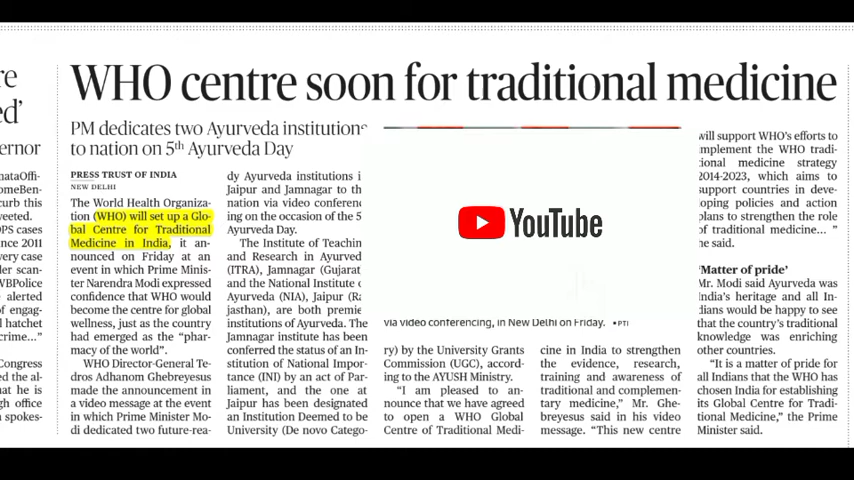 re
ed'
ernor
mataOffi-
omeBen-
curb this
weeted.
OPS cases
nce 2011
very case
er scan-
WBPolice
alerted
of engag-
l hatchet
crime..."
Congress
ed the al-
hat he is
gh office
n spokes-
WHO centre soon for traditional medicine
PM dedicates two Ayurveda institutions
to nation on 5th Ayurveda Day
PRESS TRUST OF INDIA
NEW DELHI
The World Health Organiza-
tion (WHO) will set up a Glo-
bal Centre for Traditional
Medicine in India, it an-
nounced on Friday at an
event in which Prime Minis-
ter Narendra Modi expressed
confidence that WHO would
become the centre for global
wellness, just as the country
had emerged as the "phar-
macy of the world".
WHO Director-General Te-
dros Adhanom Ghebreyesus
made the announcement in
a video message at the event
in which Prime Minister Mo-
di dedicated two future-rea-
dy Ayurveda institutions i
Jaipur and Jamnagar to th
nation via video conferenc
ing on the occasion of the 5
Ayurveda Day.
The Institute of Teachin
and Research in Ayurved
(ITRA), Jamnagar (Gujarat
and the National Institute o
Ayurveda (NIA), Jaipur (Ra
jasthan), are both premie
institutions of Ayurveda. The
Jamnagar institute has been
conferred the status of an In-
stitution of National Impor-
tance (INI) by an act of Par-
liament, and the one at
Jaipur has been designated
an Institution Deemed to be
University (De novo Catego-
YouTube
via video conferencing, in New Delhi on Friday. •PTI
ry) by the University Grants
Commission (UGC), accord-
ing to the AYUSH Ministry.
"I am pleased to an-
nounce that we have agreed
to open a WHO Global
Centre of Traditional Medi-
cine in India to strengthen
the evidence, research,
training and awareness of
traditional and complemen-
tary medicine," Mr. Ghe-
breyesus said in his video
message. "This new centre
will support WHO's efforts to
implement the WHO tradi-
tional medicine strategy
2014-2023, which aims to
support countries in deve-
loping policies and action
plans to strengthen the role
of traditional medicine... "
he said.
'Matter of pride'
Mr. Modi said Ayurveda was
India's heritage and all In-
dians would be happy to see
that the country's traditional
knowledge was enriching
other countries.
"It is a matter of pride for
all Indians that the WHO has
chosen India for establishing
its Global Centre for Tradi-
tional Medicine," the Prime
Minister said.